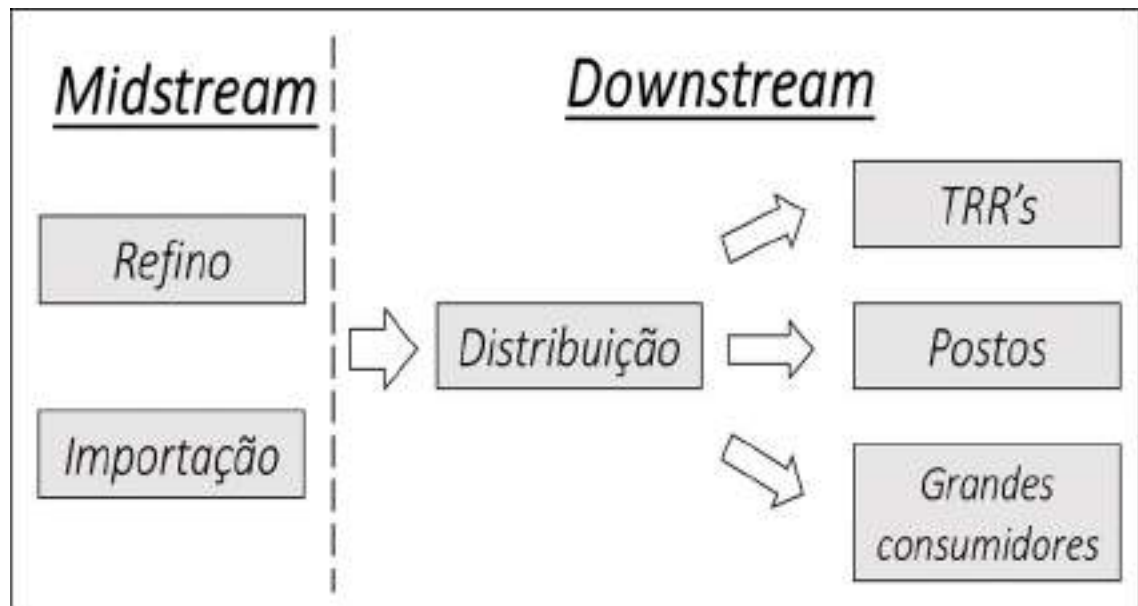 Midstream
Downstream
Refino
Importação
Distribuição
TRR's
Postos
Grandes
consumidores